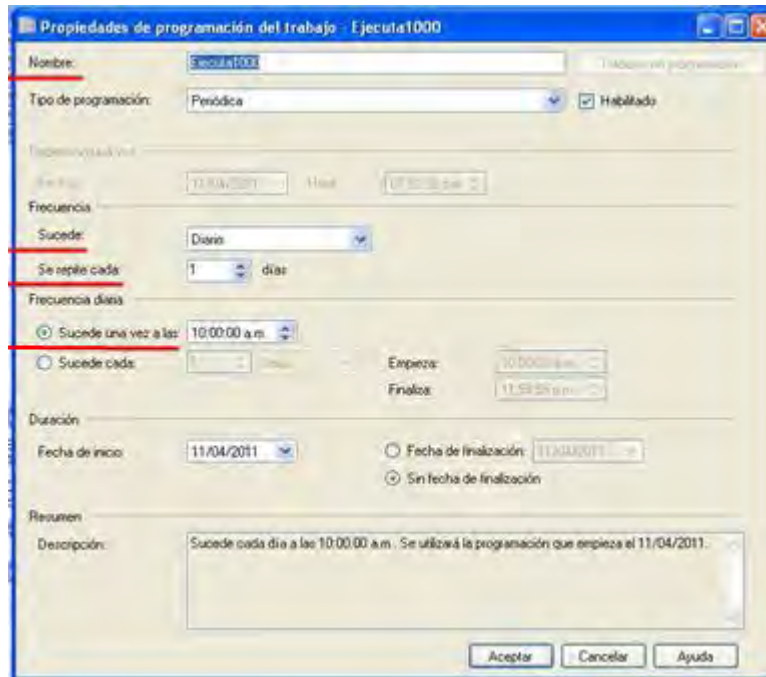 Propiedades de programación del trabajo - Ejecuta1000
Nombre: Ejecuta1000
Tipo de programación: Periódica Habilitado
Frecuencia
Sucede: Diario
Se repite cada: 1 días
Frecuencia diaria
Sucede una vez a las: 10:00:00 a.m.
Sucede cada: Empieza:
Finaliza:
Duración
Fecha de inicio: 11/04/2011 Fecha de finalización:
Sin fecha de finalización
Resumen
Descripción: Sucede cada día a las 10:00:00 a.m.. Se utilizará la programación que empieza el 11/04/2011.
Aceptar Cancelar Ayuda